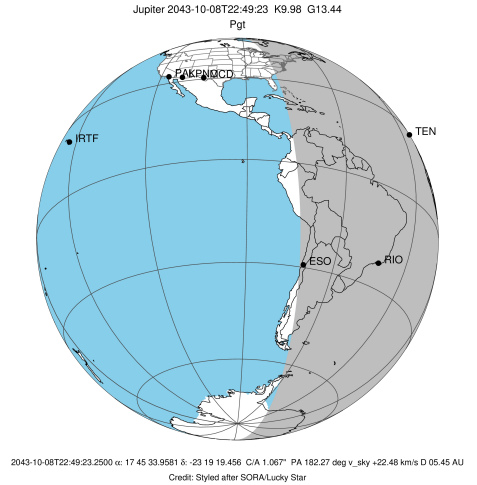 Jupiter 2043-10-08T22:49:23 K9.98 G13.44
Pgt
MCD
IRTF
TEN
ESO
RIO
2043-10-08T22:49:23.2500 α: 17 45 33.9581 δ: -23 19 19.456 C/A 1.067" PA 182.27 deg v_sky +22.48 km/s D 05.45 AU
Credit: Styled after SORA/Lucky Star